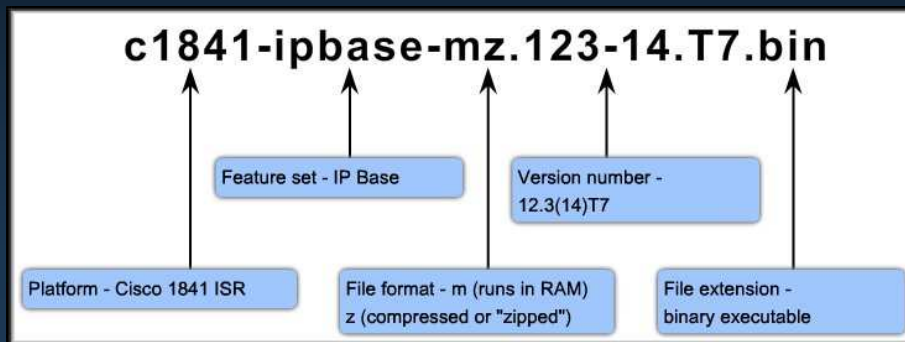 c1841-ipbase-mz.123-14.T7.bin
Feature set - IP Base
Version number -
12.3(14)T7
Platform - Cisco 1841 ISR
File format - m (runs in RAM)
z (compressed or "zipped")
File extension -
binary executable